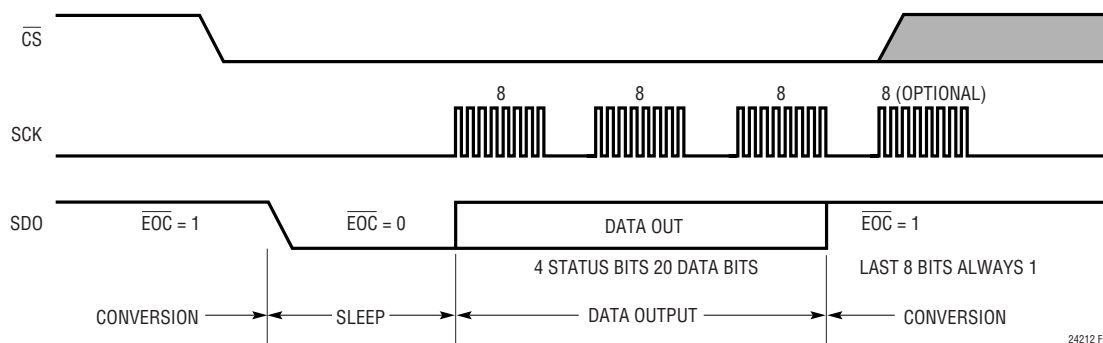 CS
8 8 8 8 (OPTIONAL)
SCK
SDO EOC = 1 EOC = 0 DATA OUT EOC = 1
4 STATUS BITS 20 DATA BITS LAST 8 BITS ALWAYS 1
CONVERSION SLEEP DATA OUTPUT CONVERSION
24212 F